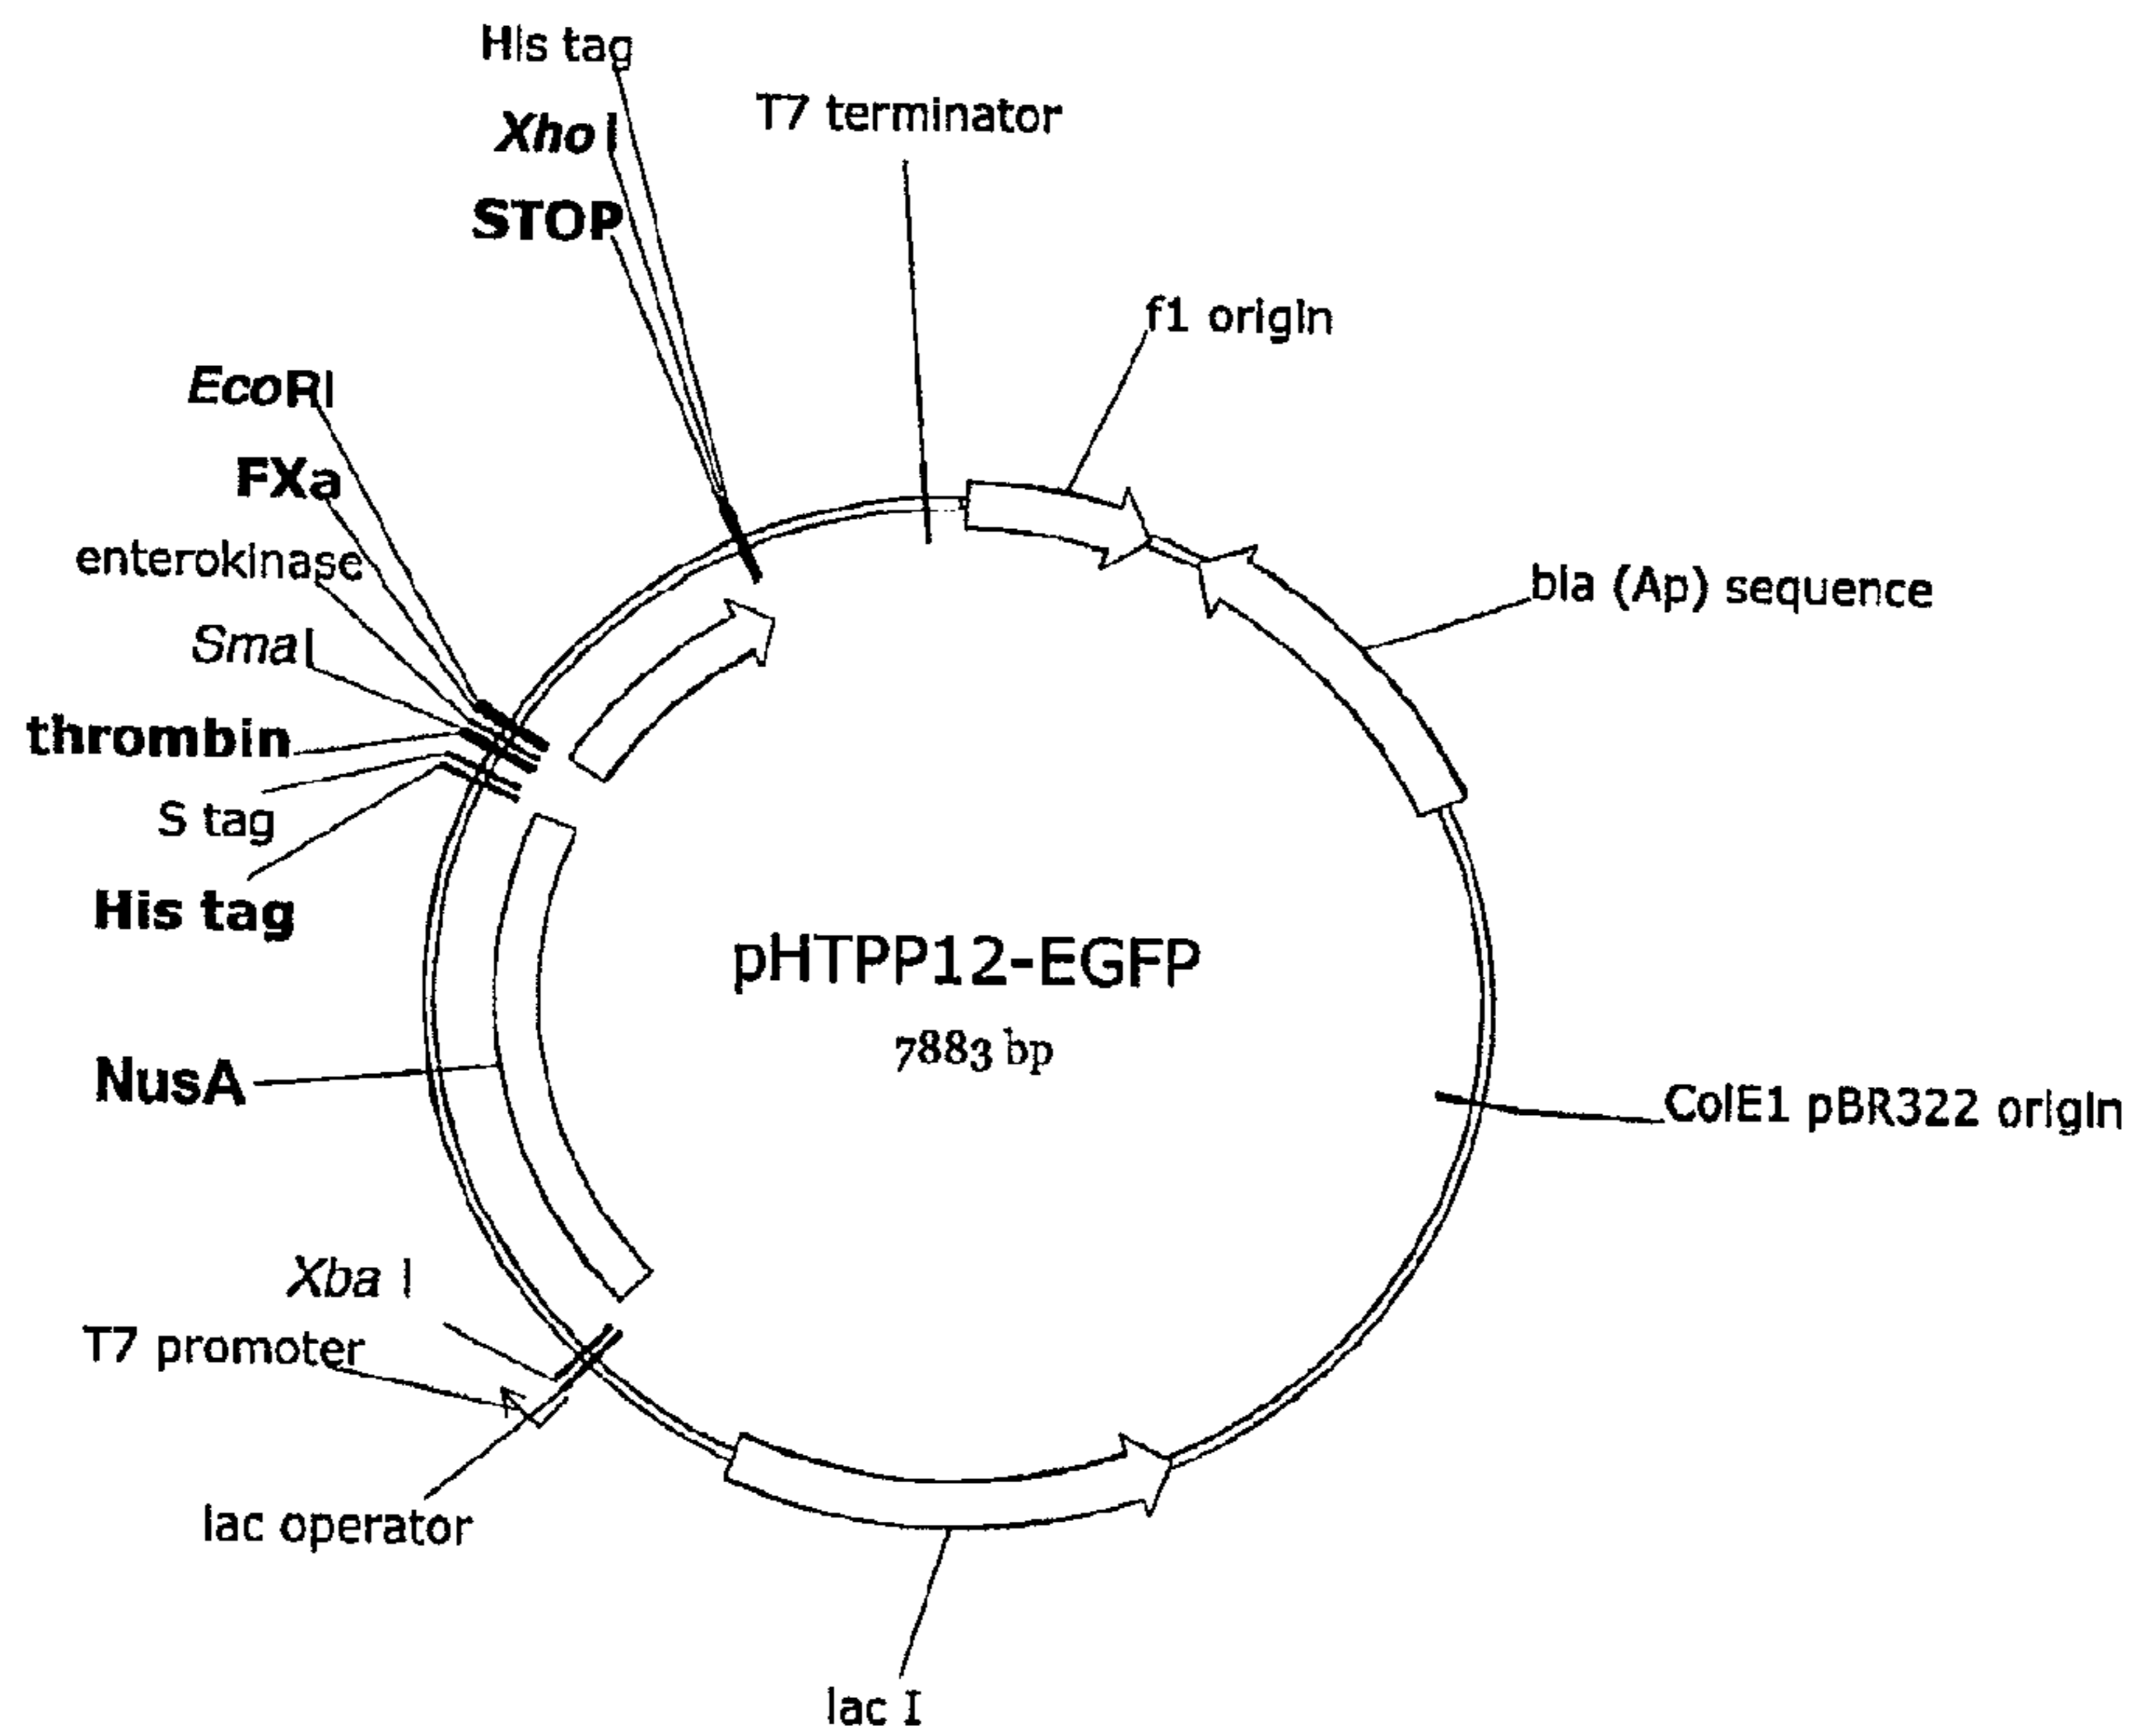 His tag
Xho I
T7 terminator
STOP
f1 origin
EcoRI
FXa
enterokinase
bla (Ap) sequence
SmaI
thrombin
S tag
His tag
pHTPP12-EGFP
7883 bp
NusA
ColE1 pBR322 origin
Xba I
T7 promoter
lac operator
lac I